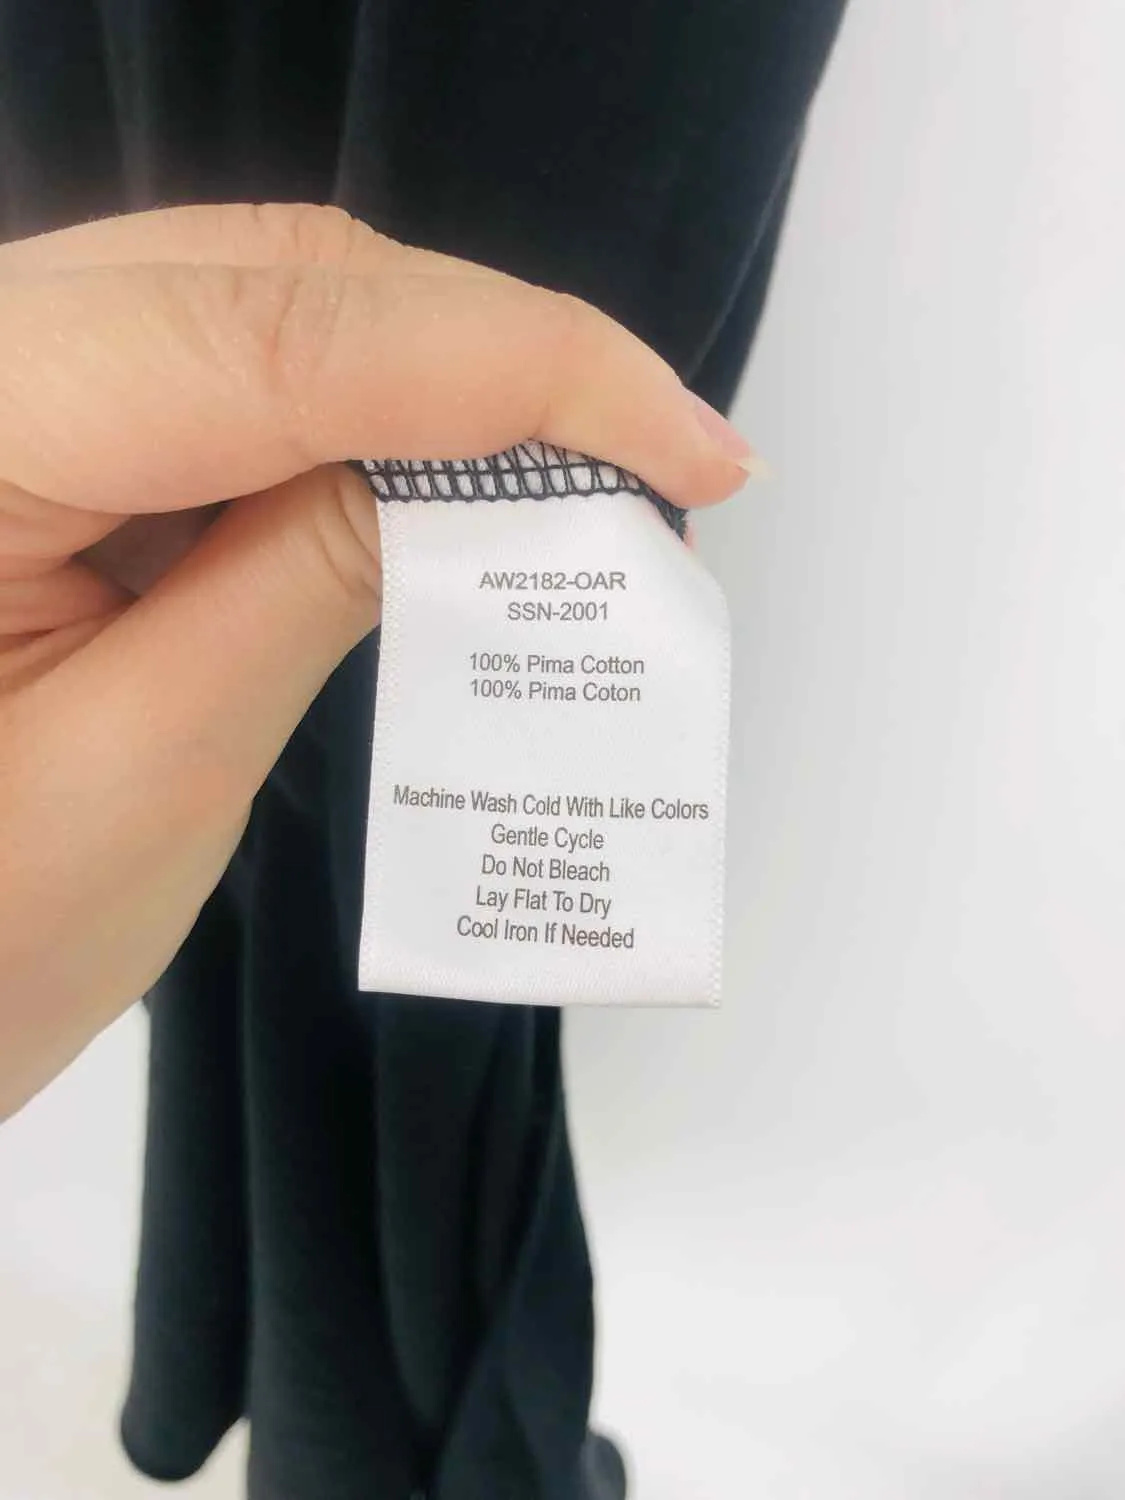 AW2182-OAR
SSN-2001
100% Pima Cotton
100% Pima Coton
Machine Wash Cold With Like Colors
Gentle Cycle
Do Not Bleach
Lay Flat To Dry
Cool Iron If Needed